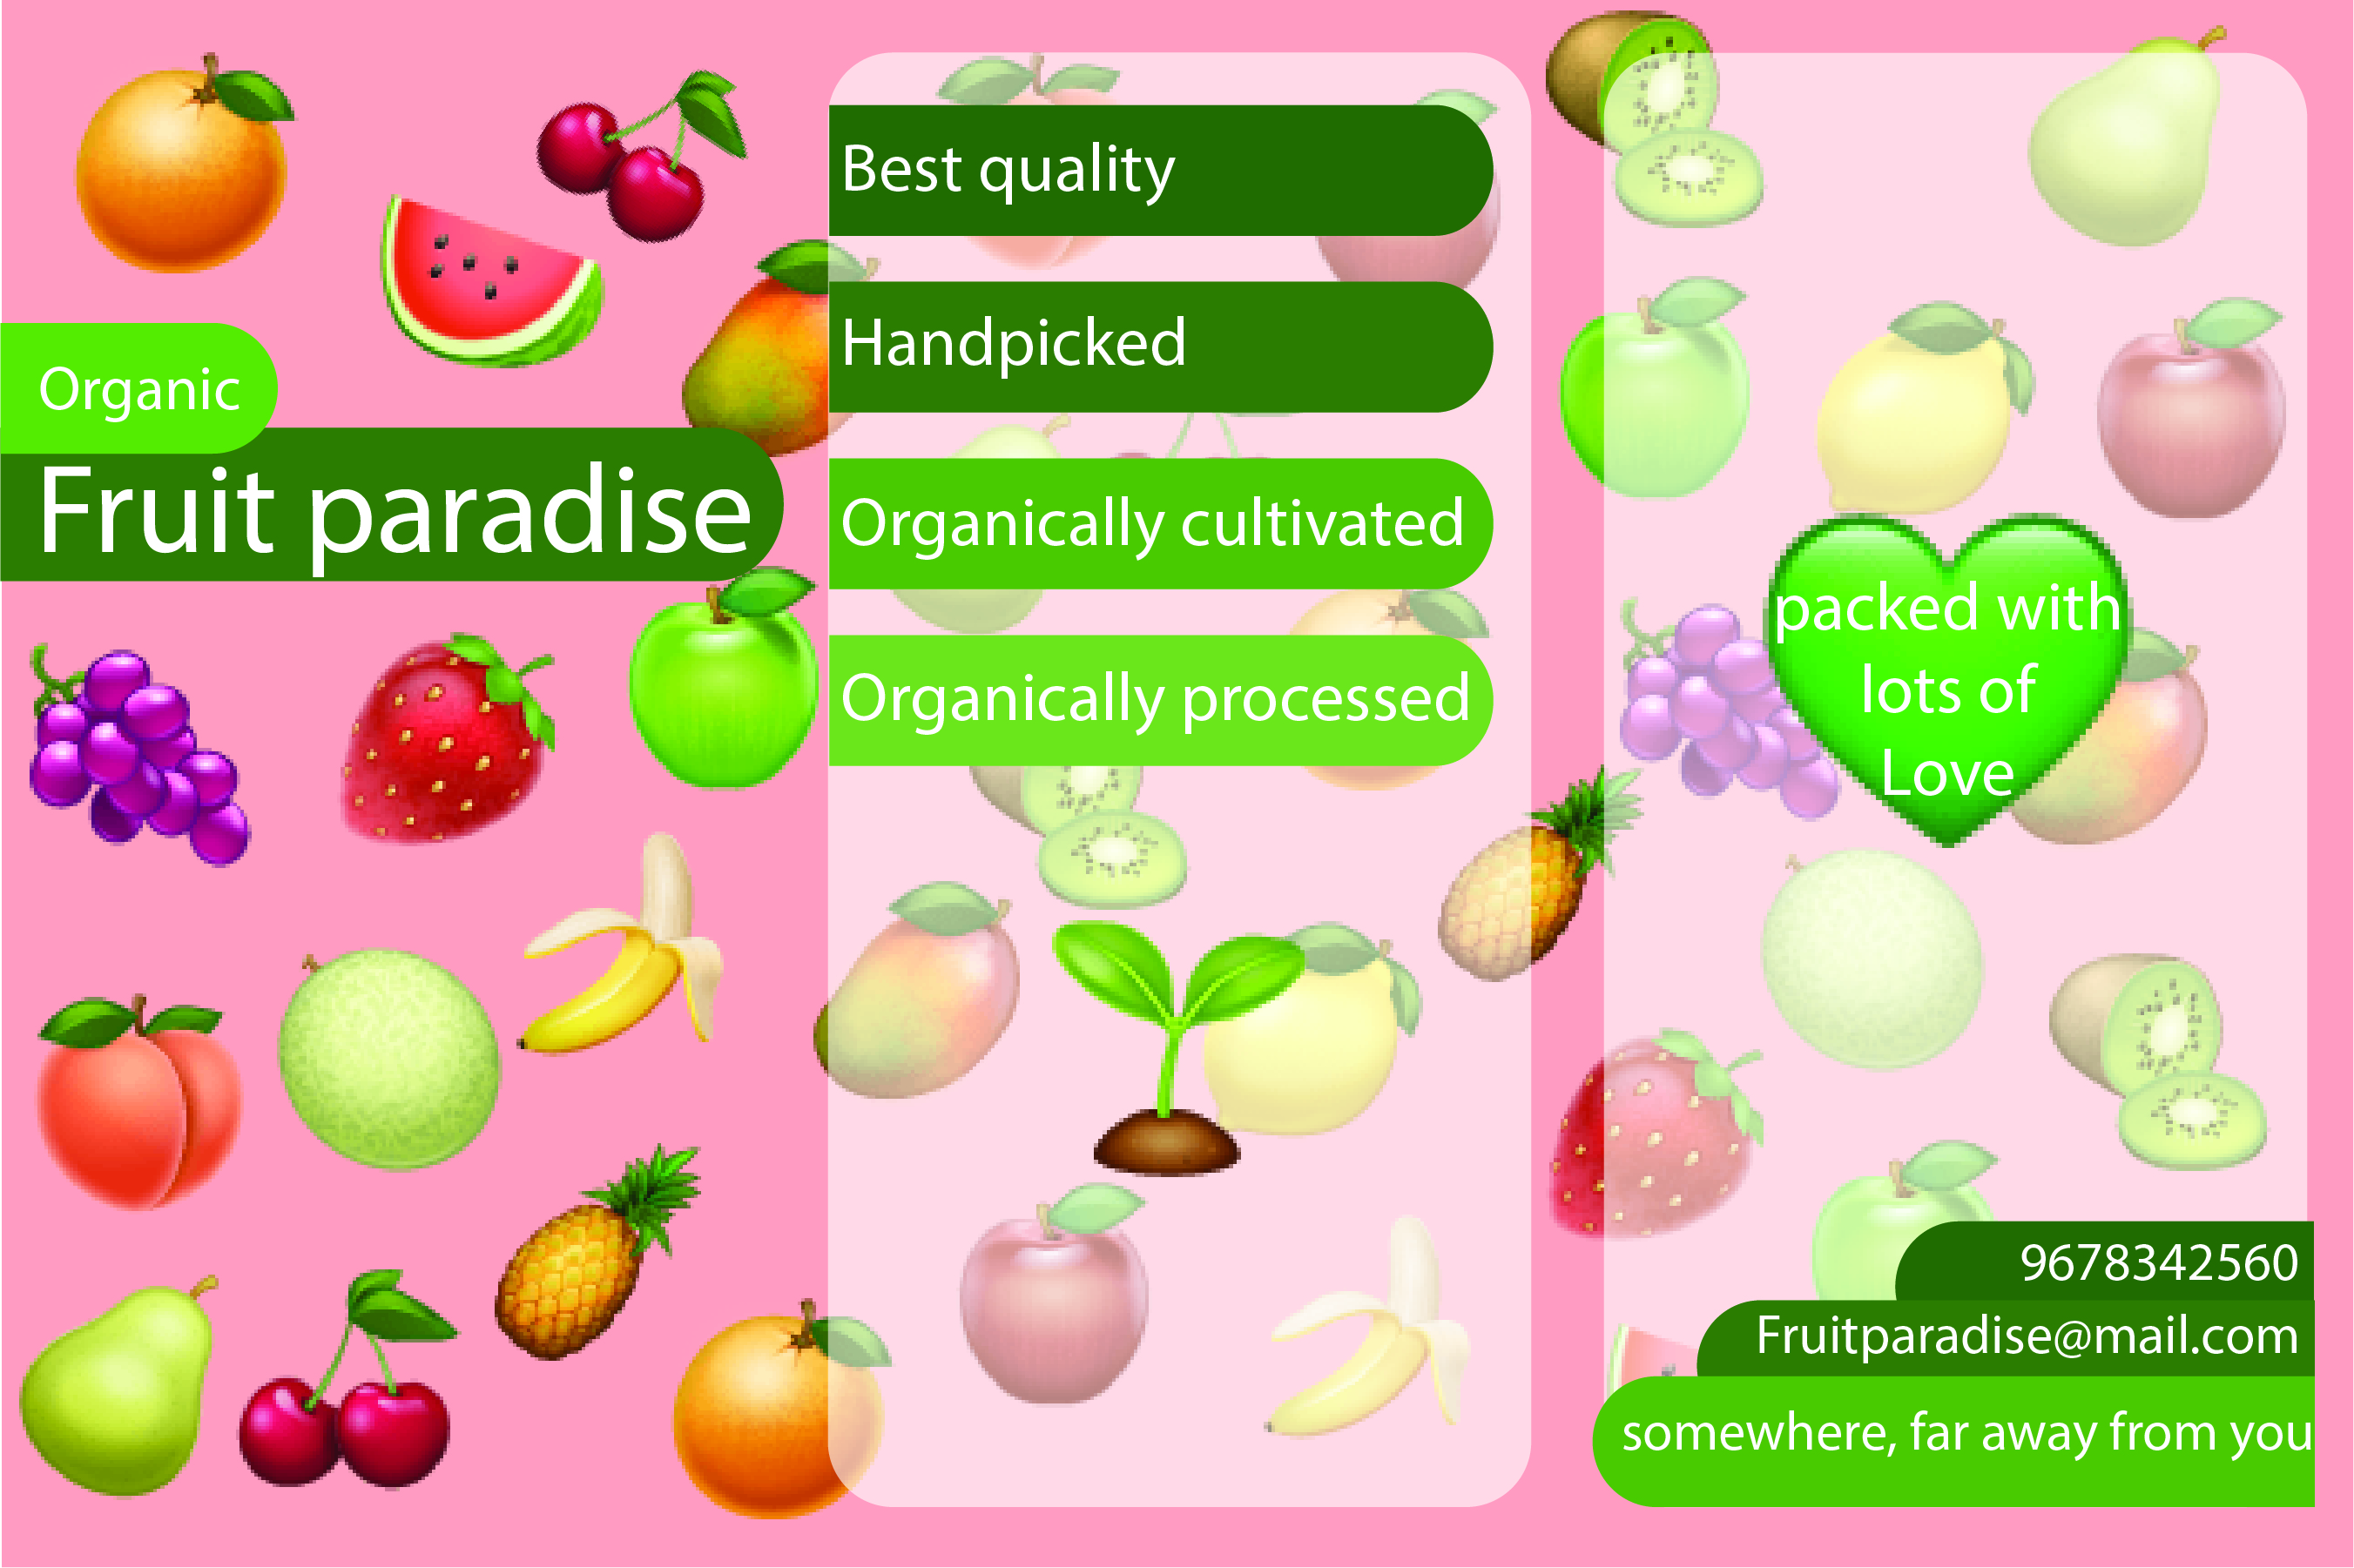 Organic
Fruit paradise
Best quality
Handpicked
Organically cultivated
Organically processed
packed with
lots of
Love
9678342560
Fruitparadise@mail.com
somewhere, far away from you